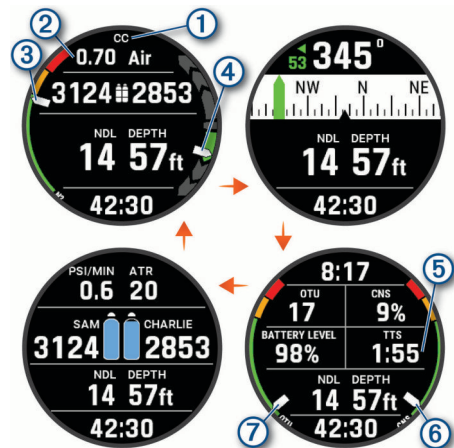 1
CC
2
0.70 Air
3
3124 2853
4
NDL DEPTH
14 57ft
N2
42:30
53 345°
NW N NE
NDL DEPTH
14 57ft
42:30
PSI/MIN ATR
0.6 20
SAM CHARLIE
3124 2853
NDL DEPTH
14 57ft
42:30
8:17
5
OTU CNS
17 9%
BATTERY LEVEL TTS
98% 1:55
NDL DEPTH
14 57ft
7
OTU
CNS
6
42:30